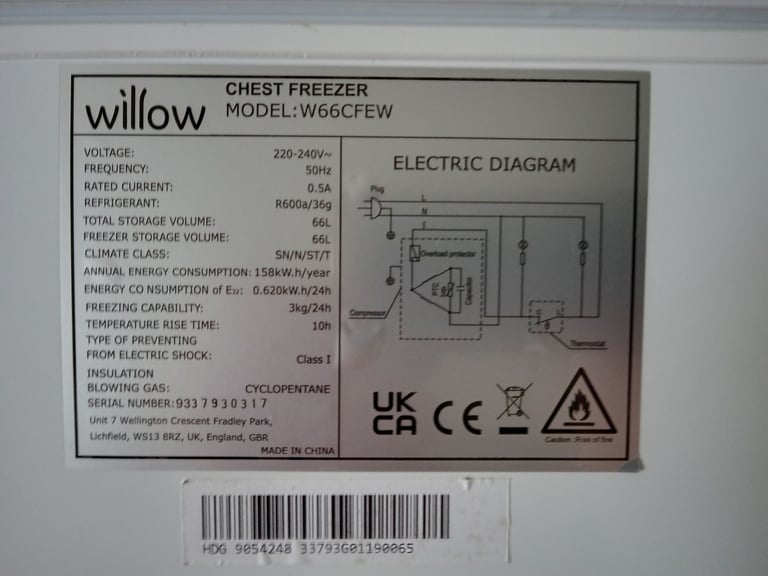 willow
CHEST FREEZER
MODEL:W66CFEW
VOLTAGE: 220-240V~
FREQUENCY: 50Hz
RATED CURRENT: 0.5A
REFRIGERANT: R600a/36g
TOTAL STORAGE VOLUME: 66L
FREEZER STORAGE VOLUME: 66L
CLIMATE CLASS: SN/N/ST/T
ANNUAL ENERGY CONSUMPTION: 158kW.h/year
ENERGY CO NSUMPTION of E32: 0.620kW.h/24h
FREEZING CAPABILITY: 3kg/24h
TEMPERATURE RISE TIME: 10h
TYPE OF PREVENTING
FROM ELECTRIC SHOCK: Class I
INSULATION
BLOWING GAS: CYCLOPENTANE
SERIAL NUMBER:9337930317
Unit 7 Wellington Crescent Fradley Park,
Lichfield, WS13 8RZ, UK, England, GBR
MADE IN CHINA
ELECTRIC DIAGRAM
Plug
L
N
Overload protector
PTC
Capacitor
Compressor
C L
Thermostat
UK
CA CE
Caution :Risk of fire
HDG 9054248 33793G01190065